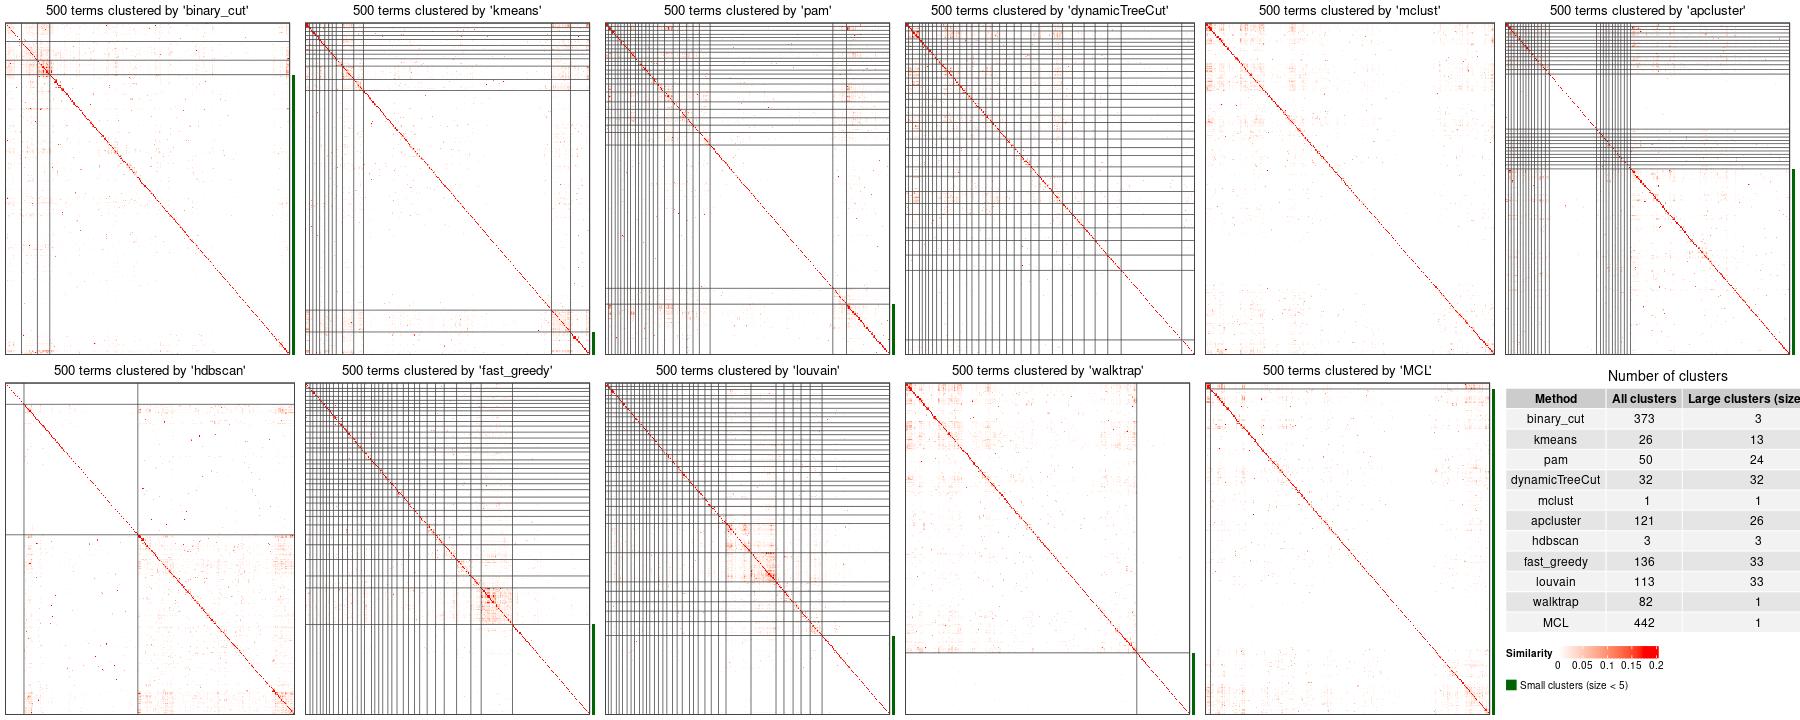 500 terms clustered by 'binary_cut'
500 terms clustered by 'kmeans'
500 terms clustered by 'pam'
500 terms clustered by 'dynamicTreeCut'
500 terms clustered by 'mclust'
500 terms clustered by 'apcluster'
500 terms clustered by 'hdbscan'
500 terms clustered by 'fast_greedy'
500 terms clustered by 'louvain'
500 terms clustered by 'walktrap'
500 terms clustered by 'MCL'
Number of clusters
Method All clusters Large clusters (size
binary_cut 373 3
kmeans 26 13
pam 50 24
dynamicTreeCut 32 32
mclust 1 1
apcluster 121 26
hdbscan 3 3
fast_greedy 136 33
louvain 113 33
walktrap 82 1
MCL 442 1
Similarity
0 0.05 0.1 0.15 0.2
Small clusters (size < 5)